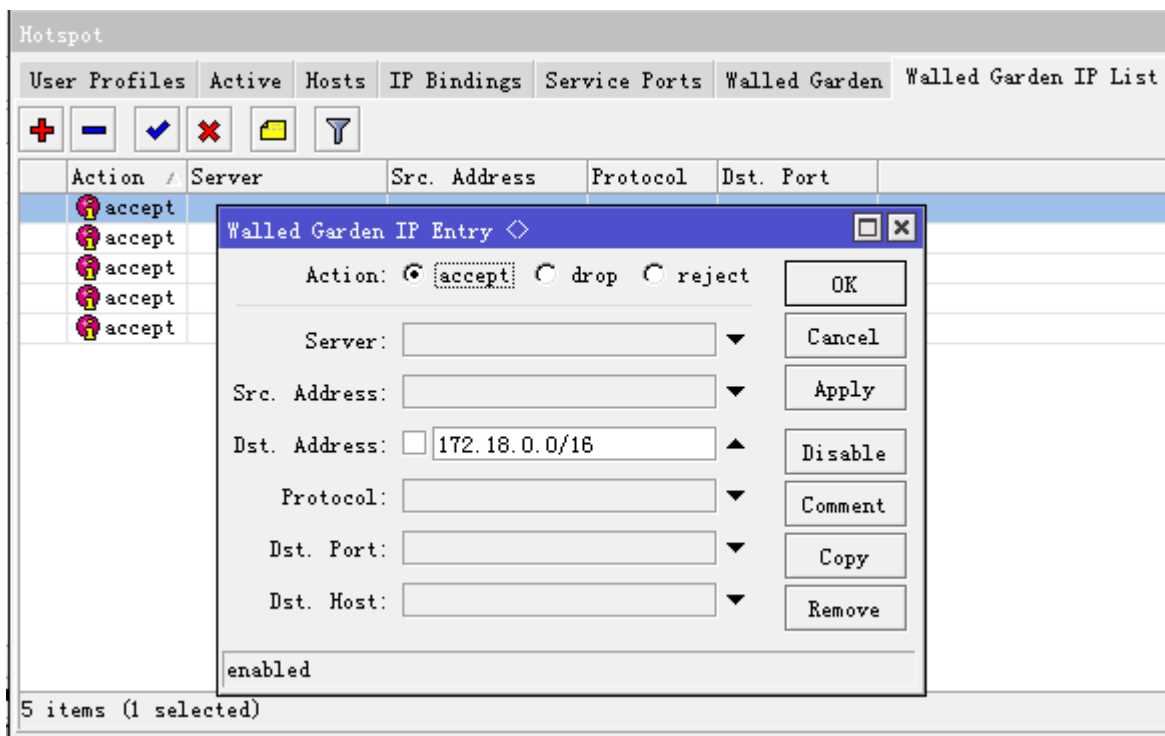 Hotspot
User Profiles Active Hosts IP Bindings Service Ports Walled Garden Walled Garden IP List
Action Server Src. Address Protocol Dst. Port
accept
accept
accept
accept
accept
Walled Garden IP Entry <>
Action: accept drop reject
OK
Server:
Cancel
Src. Address:
Apply
Dst. Address: 172.18.0.0/16
Disable
Protocol:
Comment
Dst. Port:
Copy
Dst. Host:
Remove
enabled
5 items (1 selected)